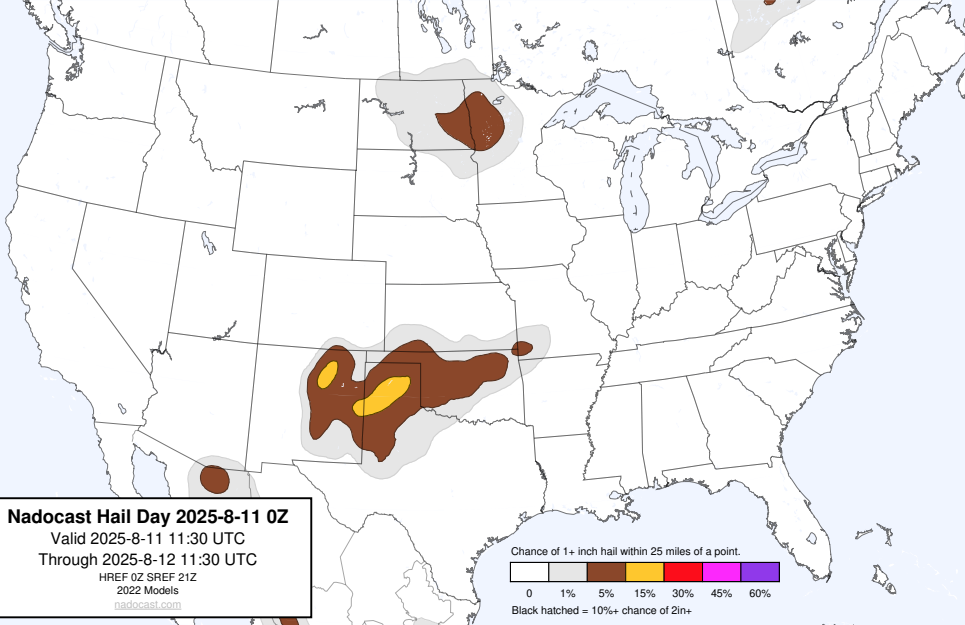 Nadocast Hail Day 2025-8-11 0Z
Valid 2025-8-11 11:30 UTC
Through 2025-8-12 11:30 UTC
HREF 0Z SREF 21Z
2022 Models
nadocast.com
Chance of 1+ inch hail within 25 miles of a point.
0 1% 5% 15% 30% 45% 60%
Black hatched = 10%+ chance of 2in+